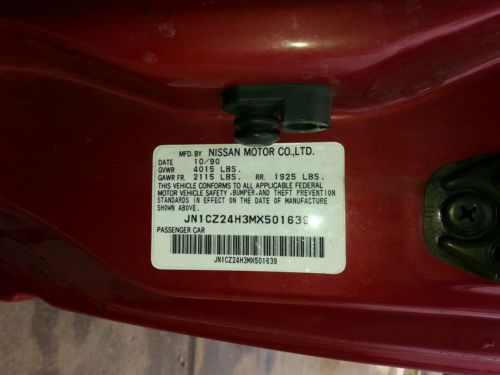 MFD. BY NISSAN MOTOR CO.,LTD.
DATE 10/90
GVWR 4015 LBS.
GAWR FR. 2115 LBS. RR. 1925 LBS.
THIS VEHICLE CONFORMS TO ALL APPLICABLE FEDERAL
MOTOR VEHICLE SAFETY .BUMPER.AND THEFT PREVENTION
STANDARDS IN EFFECT ON THE DATE OF MANUFACTURE
SHOWN ABOVE.
JN1CZ24H3MX501639
PASSENGER CAR
JN1CZ24H3MX501639